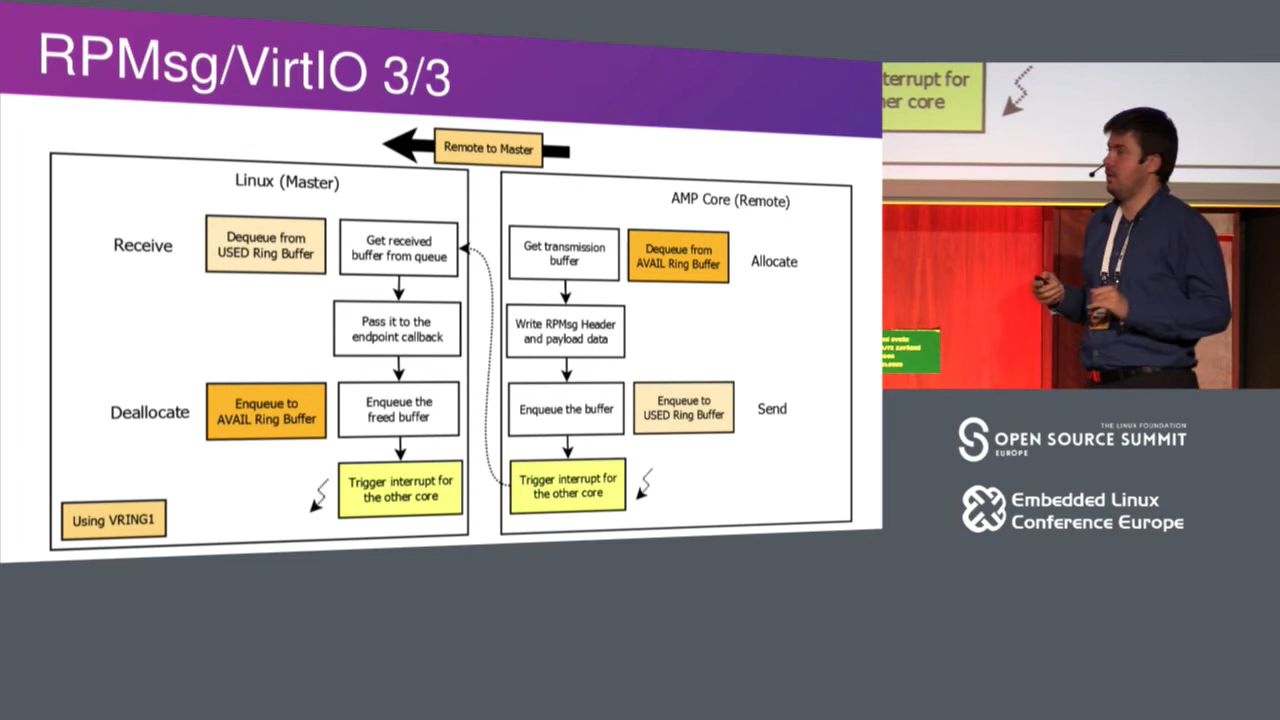 RPMsg/VirtIO 3/3
Remote to Master
Linux (Master)
Receive
Dequeue from
USED Ring Buffer
Get received
buffer from queue
Pass it to the
endpoint callback
Deallocate
Enqueue to
AVAIL Ring Buffer
Enqueue the
freed buffer
Trigger interrupt for
the other core
Using VRING1
AMP Core (Remote)
Get transmission
buffer
Dequeue from
AVAIL Ring Buffer
Allocate
Write RPMsg Header
and payload data
Enqueue the buffer
Enqueue to
USED Ring Buffer
Send
Trigger interrupt for
the other core
terrupt for
er core
THE LINUX FOUNDATION
OPEN SOURCE SUMMIT
EUROPE
Embedded Linux
Conference Europe